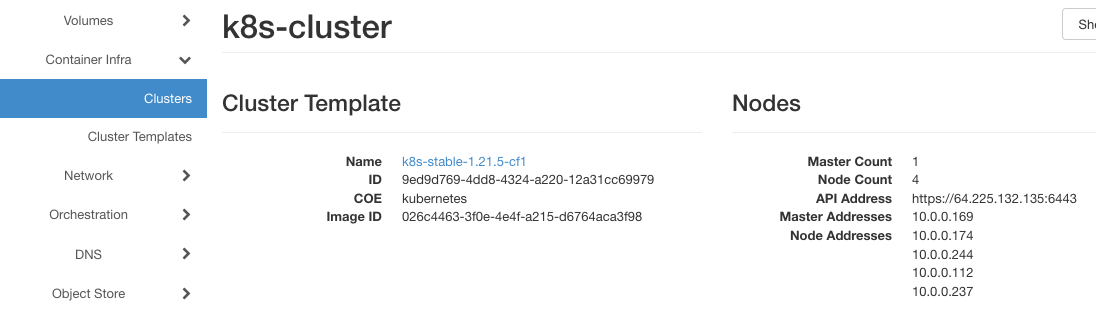 Volumes
Container Infra
Clusters
Cluster Templates
Network
Orchestration
DNS
Object Store
k8s-cluster
Cluster Template
Name k8s-stable-1.21.5-cf1
ID 9ed9d769-4dd8-4324-a220-12a31cc69979
COE kubernetes
Image ID 026c4463-3f0e-4e4f-a215-d6764aca3f98
Nodes
Master Count 1
Node Count 4
API Address https://64.225.132.135:6443
Master Addresses 10.0.0.169
Node Addresses 10.0.0.174
10.0.0.244
10.0.0.112
10.0.0.237